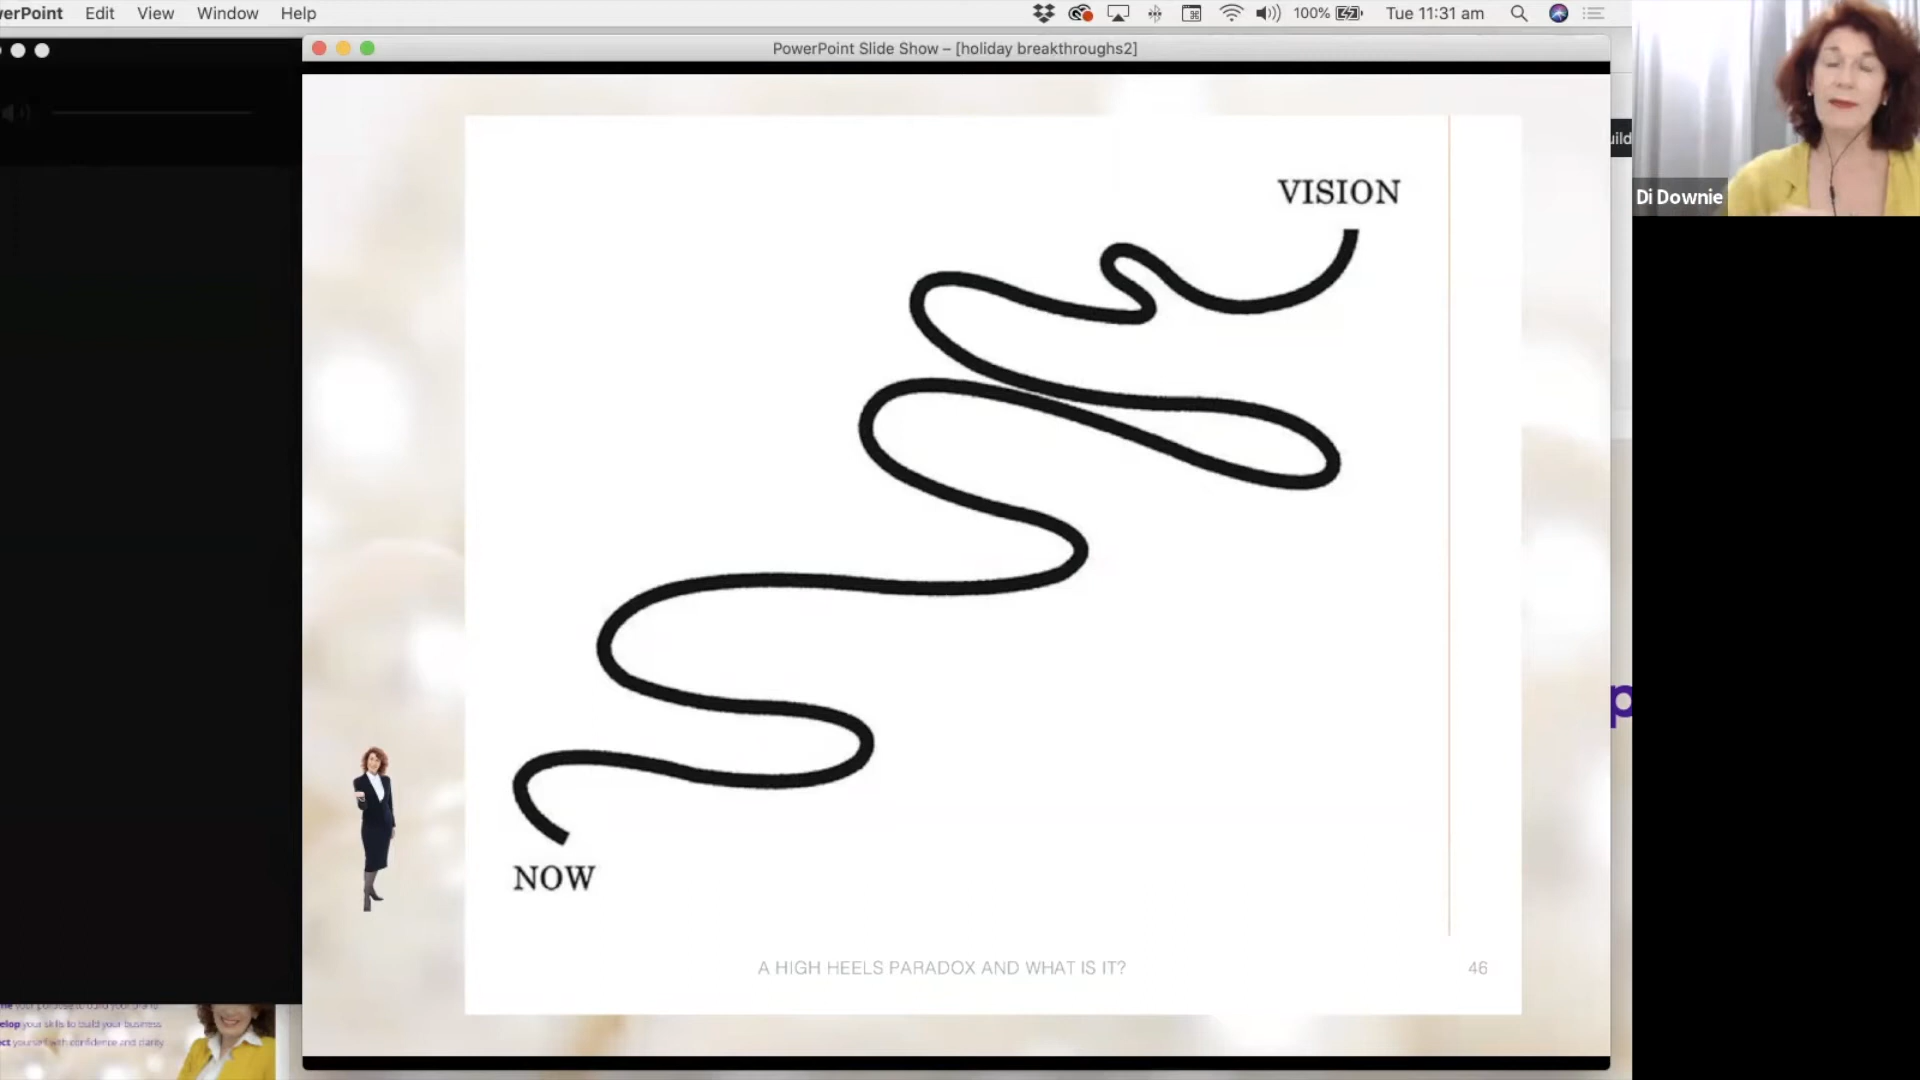 erPoint Edit View Window Help 100% Tue 11:31 am
PowerPoint Slide Show – [holiday breakthroughs2]
uild
VISION
Di Downie
p
NOW
A HIGH HEELS PARADOX AND WHAT IS IT? 46
elop your skills to build your business
ect yourself with confidence and clarity